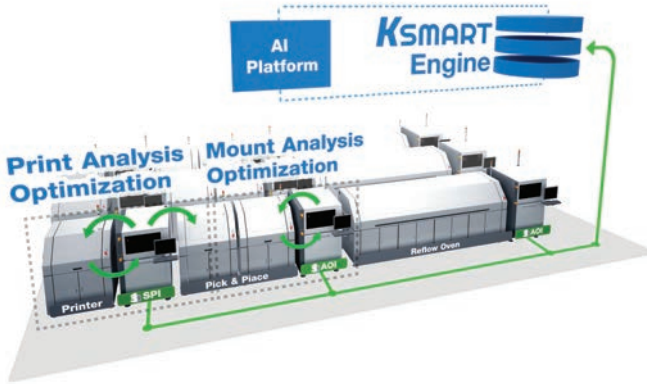 AI
Platform
KSMART
Engine
Print Analysis
Optimization
Mount Analysis
Optimization
Printer
SPI
Pick & Place
AOI
Reflow Oven
AOI